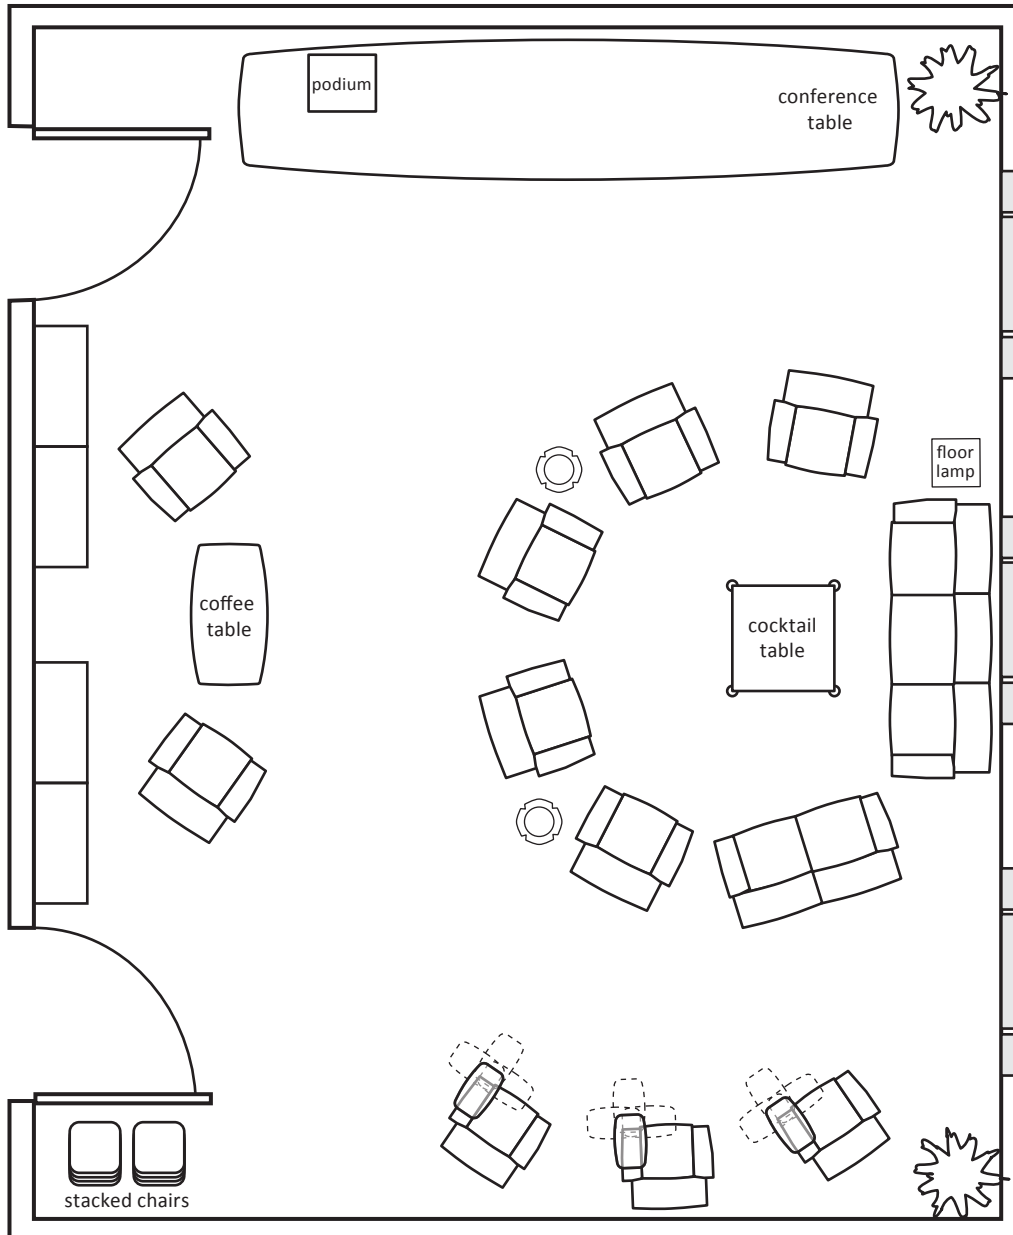 podium
conference
table
floor
lamp
coffee
table
cocktail
table
stacked chairs